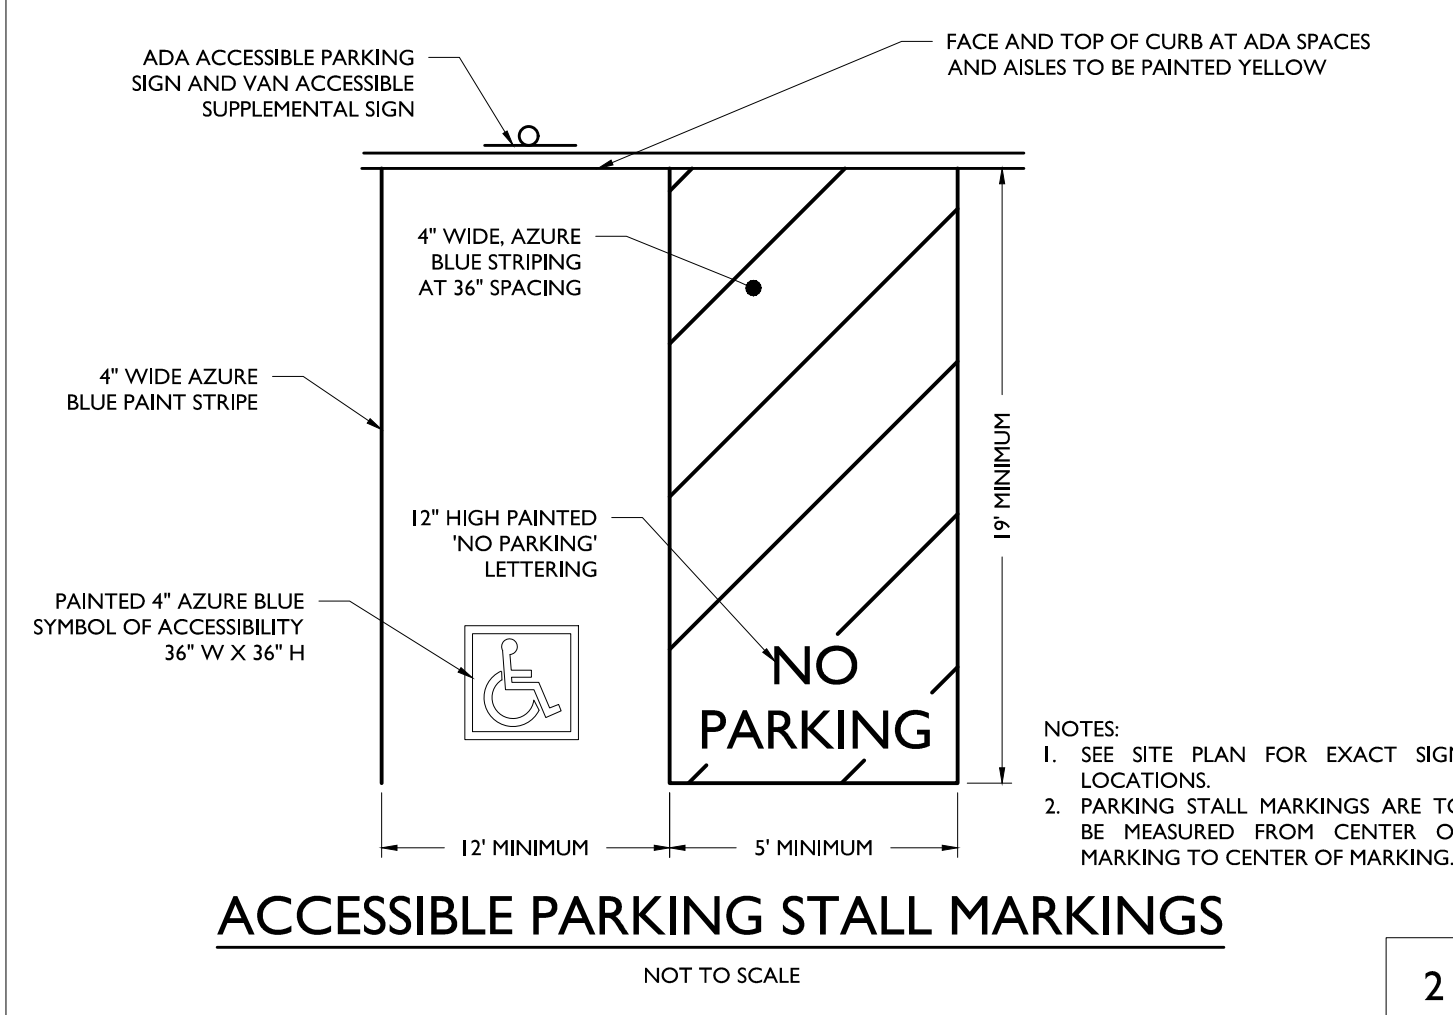 ADA ACCESSIBLE PARKING
SIGN AND VAN ACCESSIBLE
SUPPLEMENTAL SIGN
FACE AND TOP OF CURB AT ADA SPACES
AND AISLES TO BE PAINTED YELLOW
4" WIDE, AZURE
BLUE STRIPING
AT 36" SPACING
4" WIDE AZURE
BLUE PAINT STRIPE
19' MINIMUM
12" HIGH PAINTED
'NO PARKING'
LETTERING
PAINTED 4" AZURE BLUE
SYMBOL OF ACCESSIBILITY
36" W X 36" H
NO
PARKING
NOTES:
1. SEE SITE PLAN FOR EXACT SIGN
LOCATIONS.
2. PARKING STALL MARKINGS ARE TO
BE MEASURED FROM CENTER O
MARKING TO CENTER OF MARKING.
12' MINIMUM
5' MINIMUM
ACCESSIBLE PARKING STALL MARKINGS
NOT TO SCALE
2